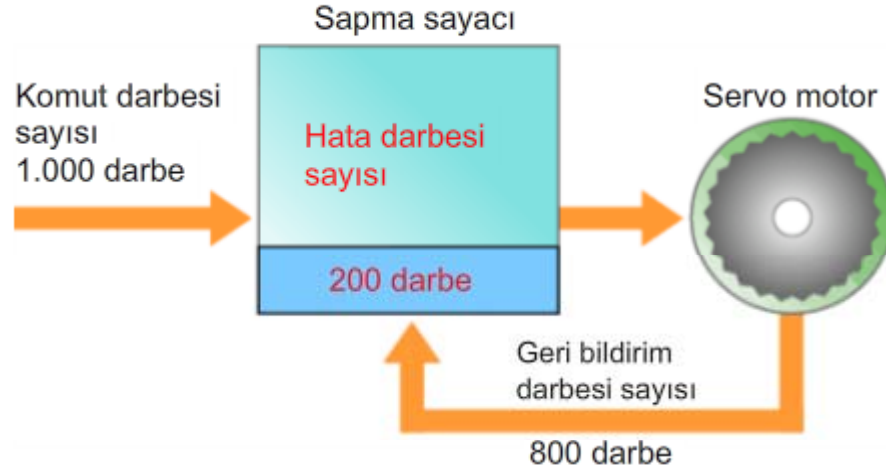 Sapma sayacı
Komut darbesi
sayısı
1.000 darbe
Hata darbesi
sayısı
200 darbe
Servo motor
Geri bildirim
darbesi sayısı
800 darbe